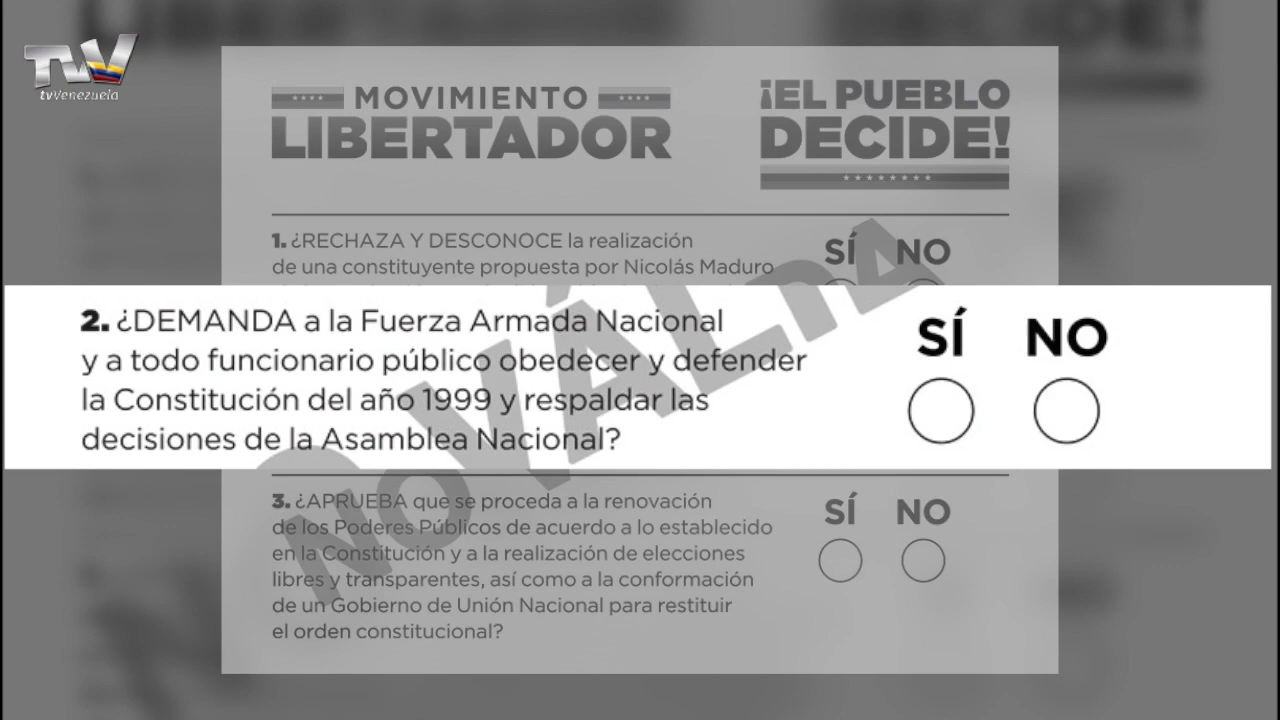 TVV
tvVenezuela
MOVIMIENTO
LIBERTADOR
¡EL PUEBLO
DECIDE!
1. ¿RECHAZA Y DESCONOCE la realización
de una constituyente propuesta por Nicolás Maduro
SÍ NO
2. ¿DEMANDA a la Fuerza Armada Nacional
y a todo funcionario público obedecer y defender
la Constitución del año 1999 y respaldar las
decisiones de la Asamblea Nacional?
SÍ NO
3. ¿APRUEBA que se proceda a la renovación
de los Poderes Públicos de acuerdo a lo establecido
en la Constitución y a la realización de elecciones
libres y transparentes, así como a la conformación
de un Gobierno de Unión Nacional para restituir
el orden constitucional?
SÍ NO
NO VÁLIDA